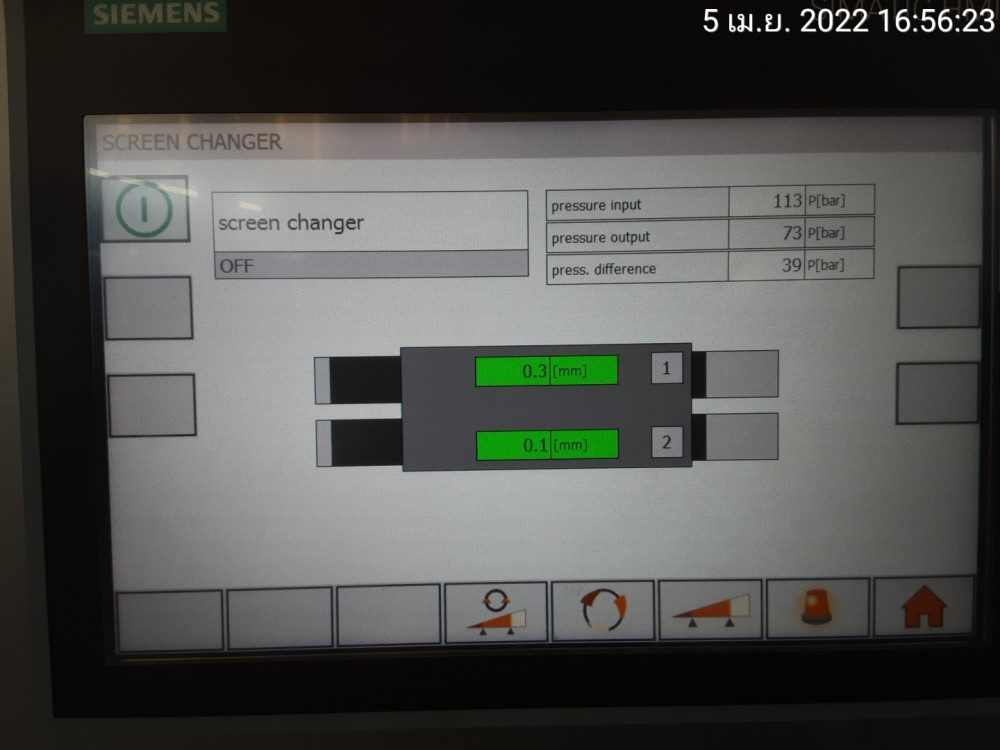 SIEMENS
5 เม.ย. 2022 16:56:23
SCREEN CHANGER
screen changer
OFF
pressure input 113 P[bar]
pressure output 73 P[bar]
press. difference 39 P[bar]
0.3 [mm] 1
0.1 [mm] 2